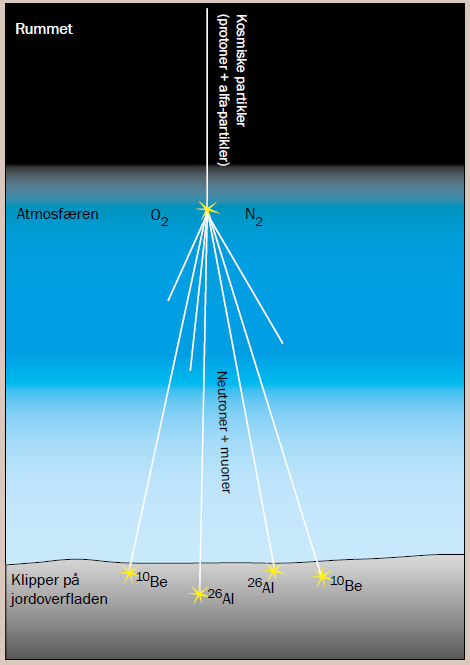 Rummet
Kosmiske partikler
(protoner + alfa-partikler)
Atmosfæren
O₂
N₂
Neutroner + muoner
Klipper på
jordoverfladen
¹⁰Be
²⁶Al
²⁶Al
¹⁰Be